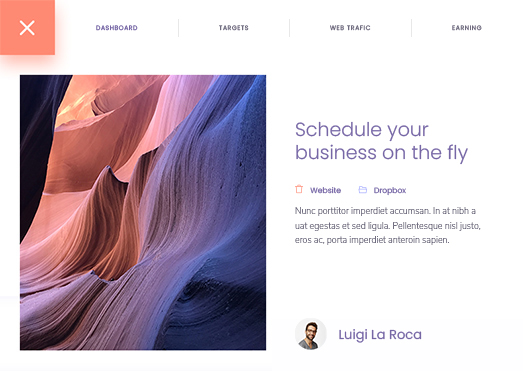 DASHBOARD
TARGETS
WEB TRAFIC
EARNING
Schedule your
business on the fly
Website
Dropbox
Nunc porttitor imperdiet accumsan. In at nibh a
uat egestas et sed ligula. Pellentesque nisl justo,
eros ac, porta imperdiet anteroin sapien.
Luigi La Roca